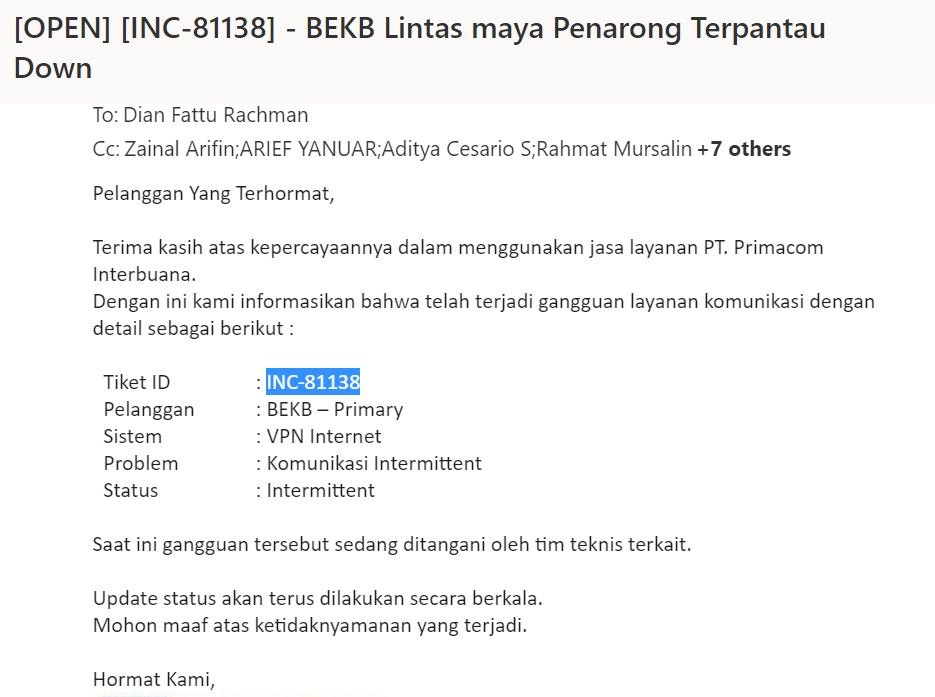 [OPEN] [INC-81138] - BEKB Lintas maya Penarong Terpantau
Down
To: Dian Fattu Rachman
Cc: Zainal Arifin;ARIEF YANUAR;Aditya Cesario S;Rahmat Mursalin +7 others
Pelanggan Yang Terhormat,
Terima kasih atas kepercayaannya dalam menggunakan jasa layanan PT. Primacom
Interbuana.
Dengan ini kami informasikan bahwa telah terjadi gangguan layanan komunikasi dengan
detail sebagai berikut :
Tiket ID : INC-81138
Pelanggan : BEKB – Primary
Sistem : VPN Internet
Problem : Komunikasi Intermittent
Status : Intermittent
Saat ini gangguan tersebut sedang ditangani oleh tim teknis terkait.
Update status akan terus dilakukan secara berkala.
Mohon maaf atas ketidaknyamanan yang terjadi.
Hormat Kami,